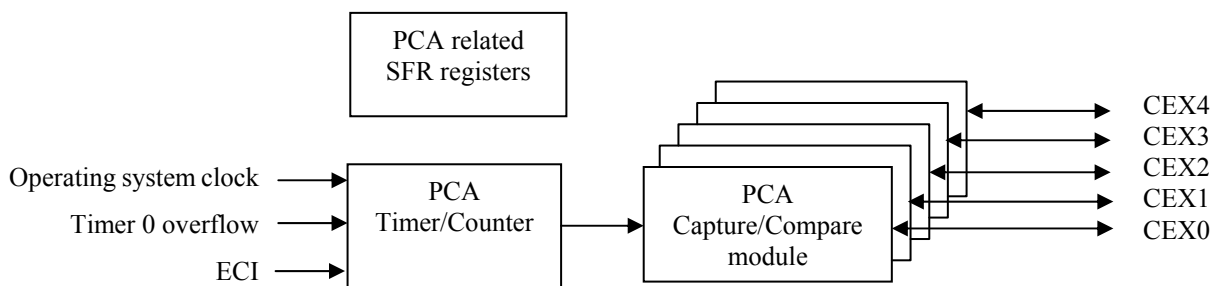 PCA related
SFR registers
CEX4
CEX3
CEX2
CEX1
CEX0
Operating system clock
Timer 0 overflow
ECI
PCA
Timer/Counter
PCA
Capture/Compare
module